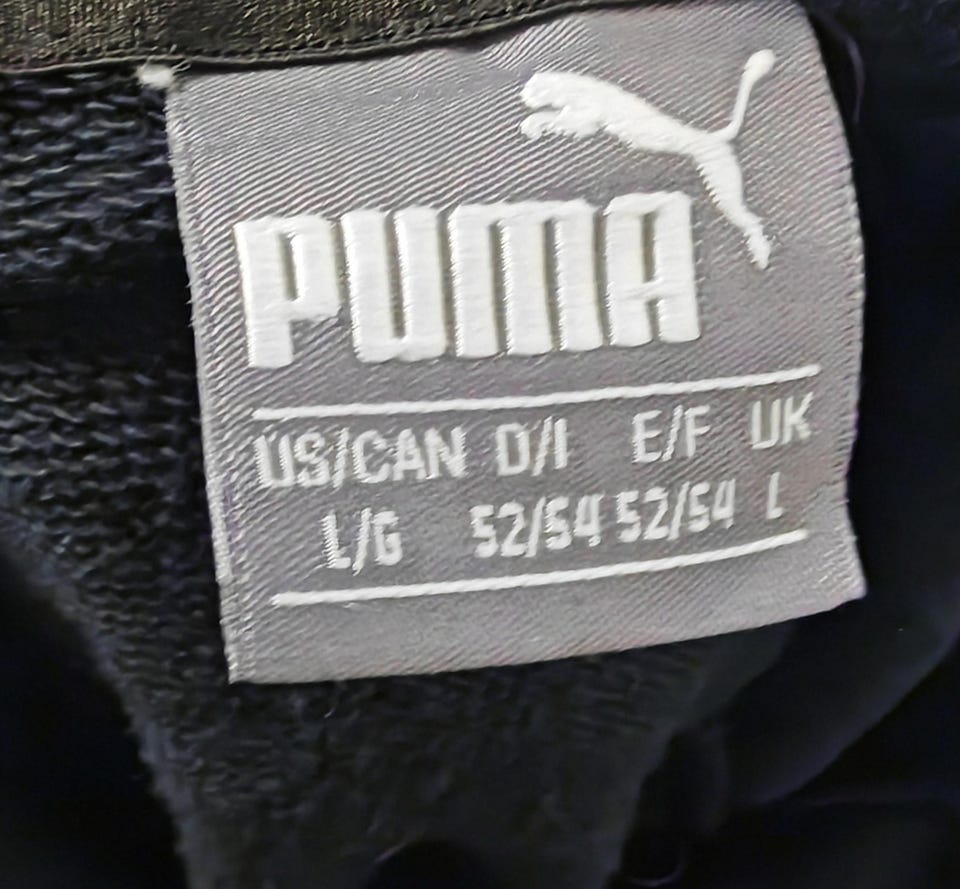 PUMA
US/CAN D/I E/F UK
L/G 52/54 52/54 L